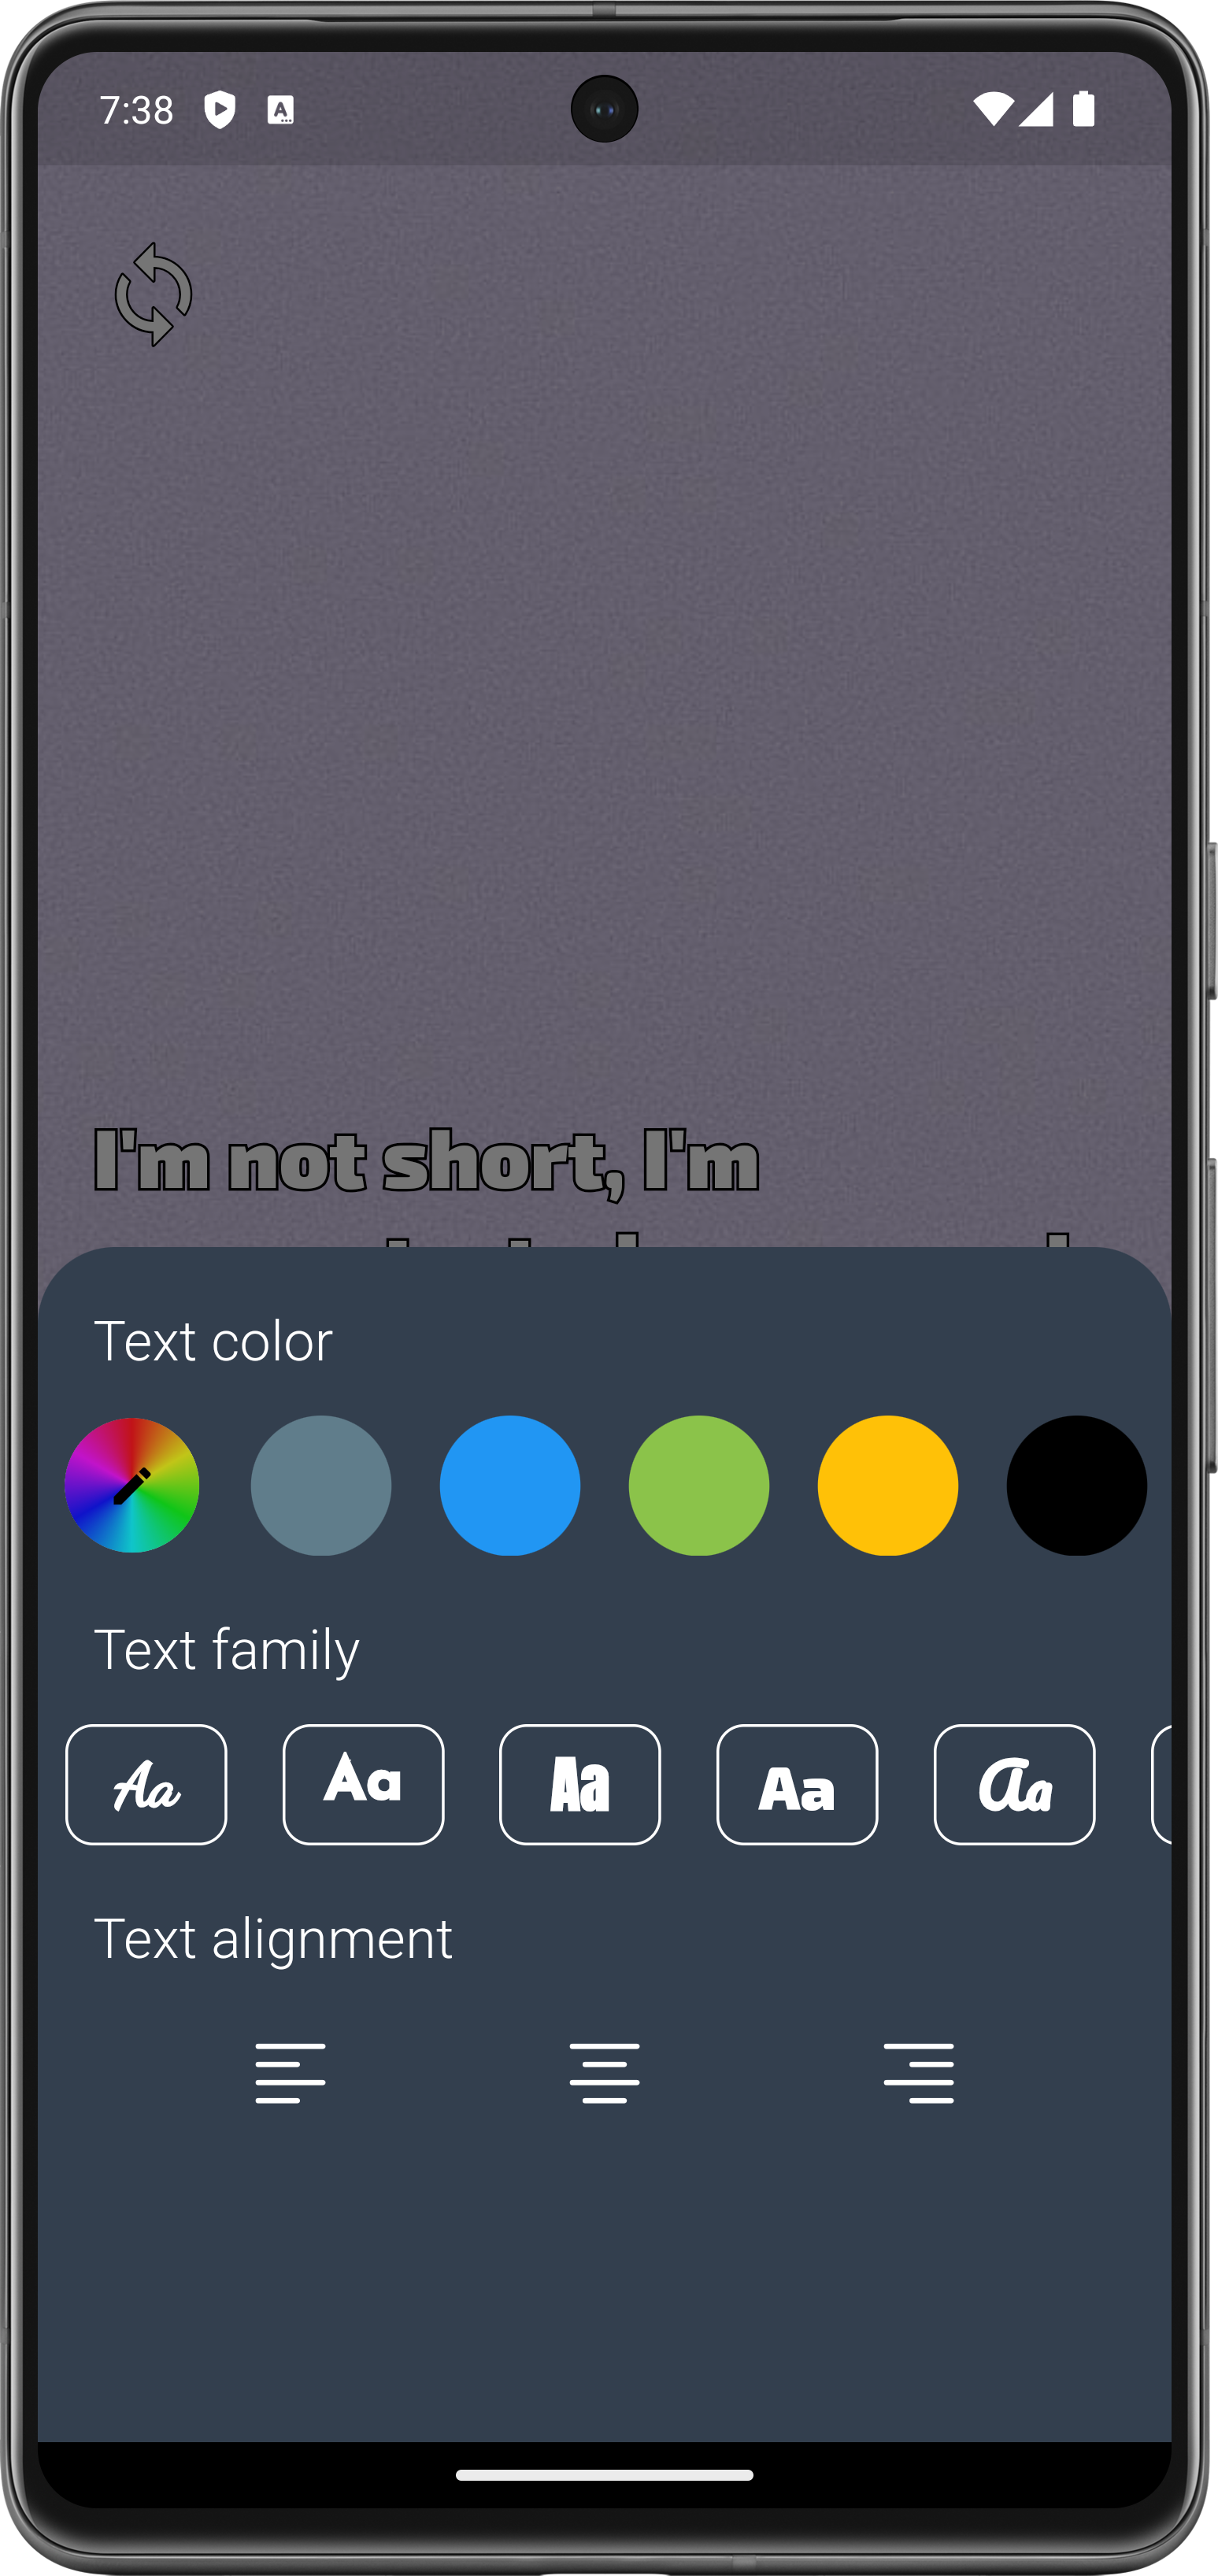 7:38
I'm not short, I'm
Text color
Text family
Aa Aa Aa Aa Aa
Text alignment